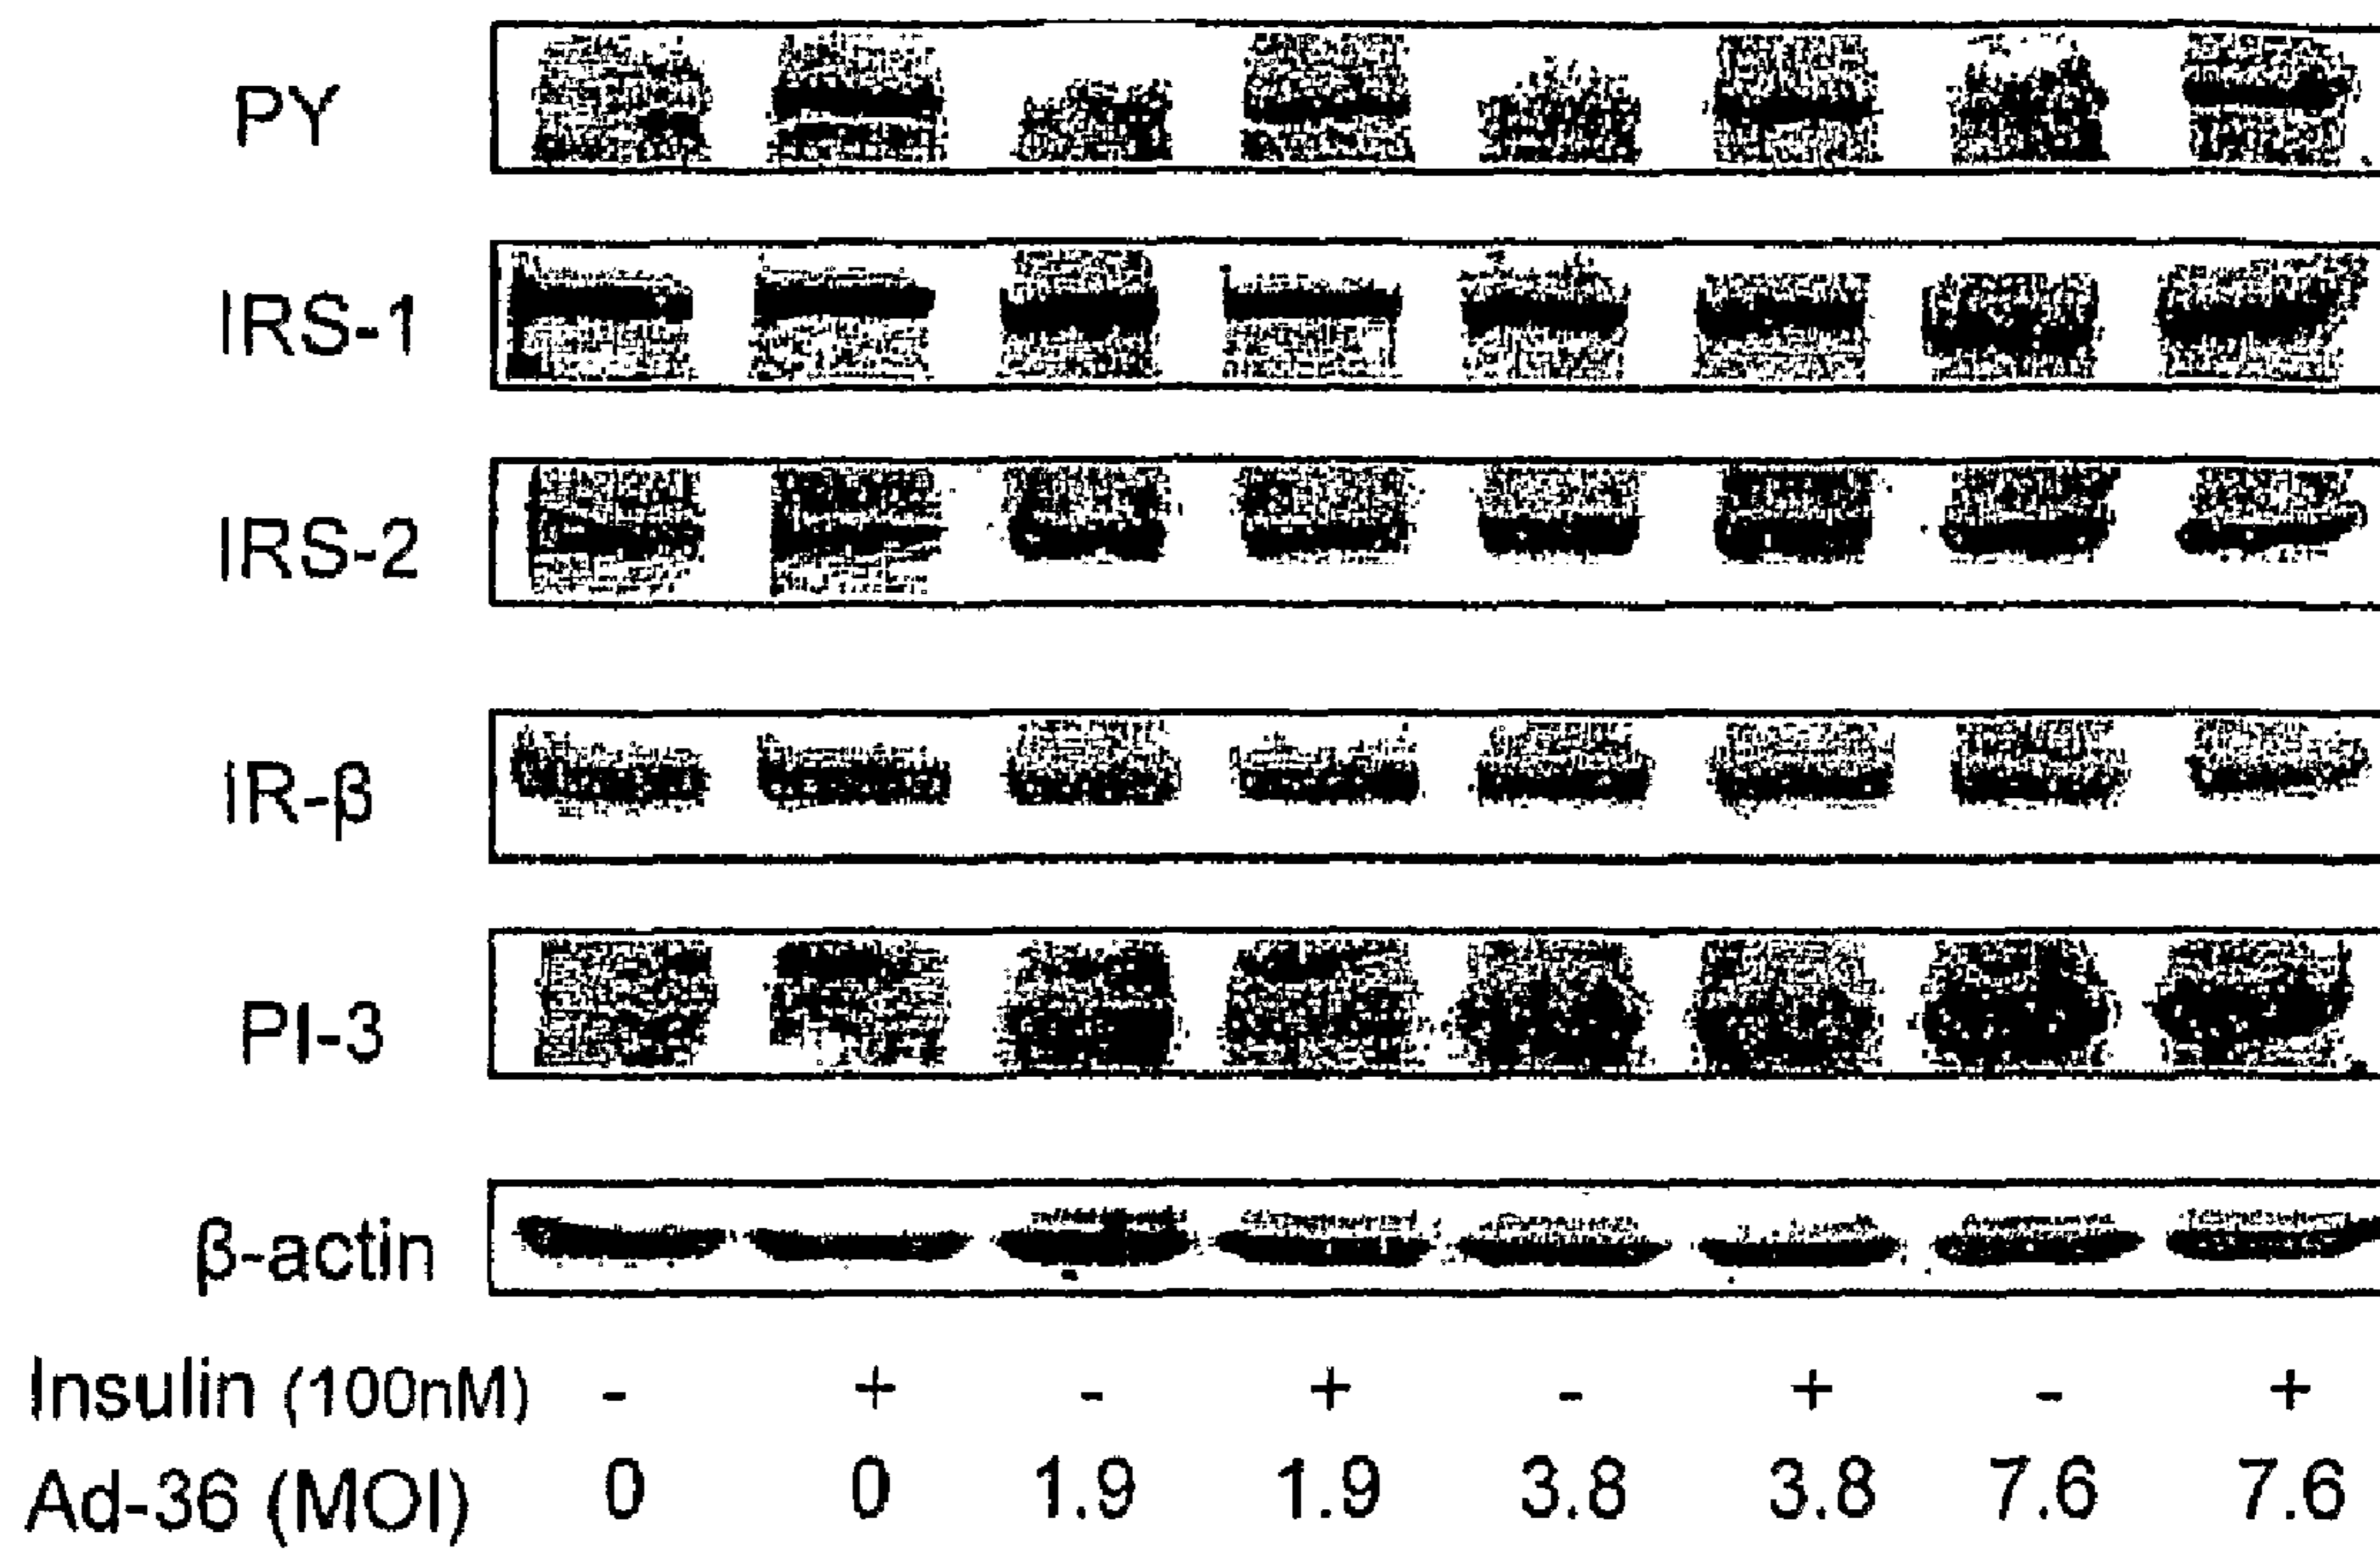 PY
IRS-1
IRS-2
IR-β
PI-3
β-actin
Insulin (100nM) - + - + - + - +
Ad-36 (MOI) 0 0 1.9 1.9 3.8 3.8 7.6 7.6